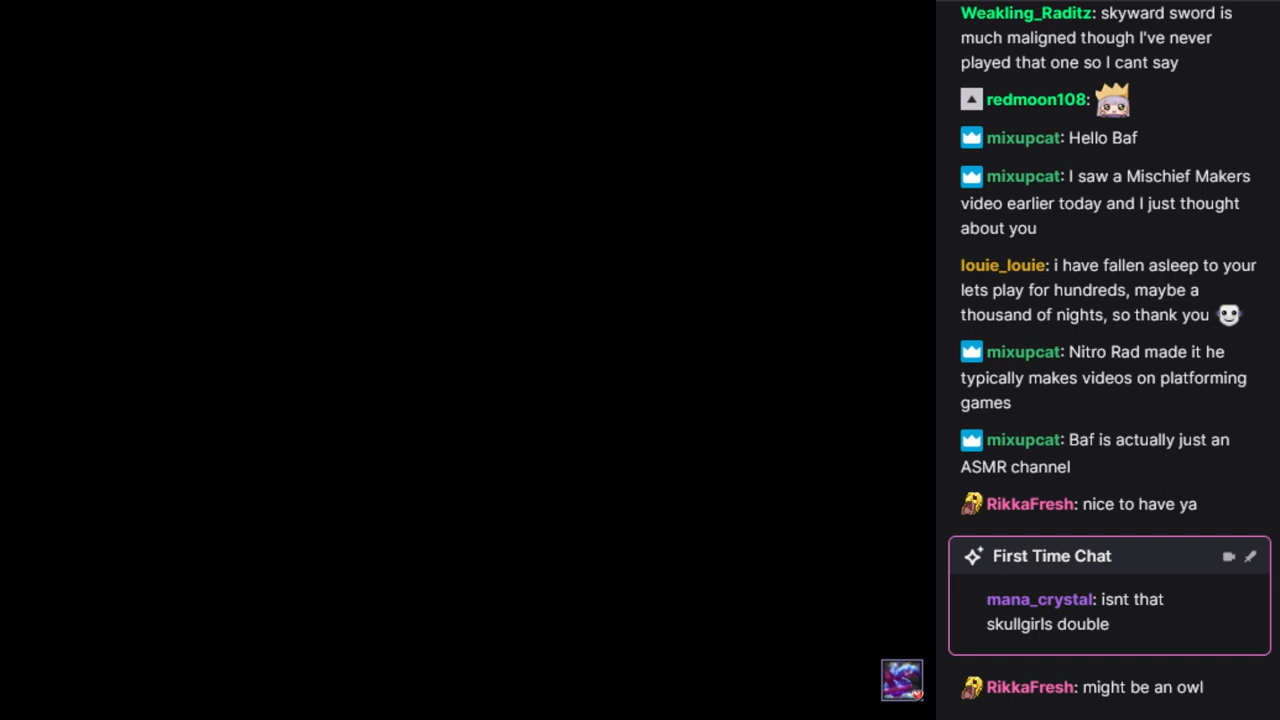 Weakling_Raditz: skyward sword is
much maligned though I've never
played that one so I cant say
redmoon108:
mixupcat: Hello Baf
mixupcat: I saw a Mischief Makers
video earlier today and I just thought
about you
louie_louie: i have fallen asleep to your
lets play for hundreds, maybe a
thousand of nights, so thank you
mixupcat: Nitro Rad made it he
typically makes videos on platforming
games
mixupcat: Baf is actually just an
ASMR channel
RikkaFresh: nice to have ya
First Time Chat
mana_crystal: isnt that
skullgirls double
RikkaFresh: might be an owl